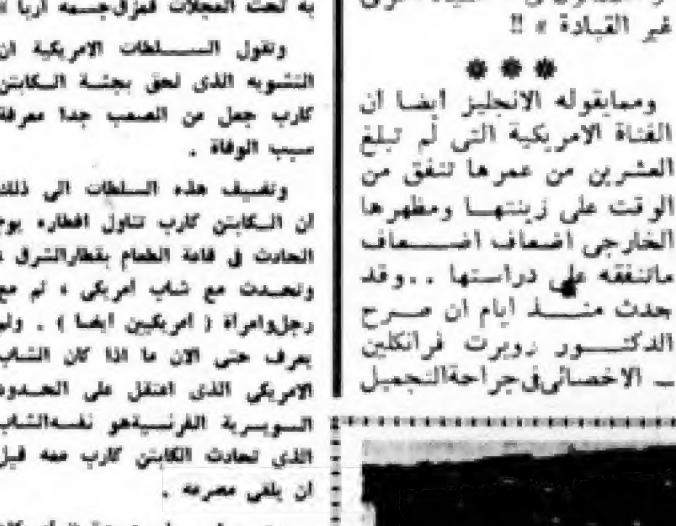 غير القيادة » !!
ومما يقوله الانجليز ايضا ان
الفتاة الامريكية التي لم تبلغ
العشرين من عمرها تنفق من
الوقت على زينتها ومظهرها
الخارجي اضعاف اضعاف
ماتنفقه على دراستها .. وقد
حدث منذ ايام ان صرح
الدكتور روبرت فرانكلين
ـ الاخصائى فى جراحة التجميل
به تحت العجلات فمزق جسمه اربا »
وتقول السلطات الامريكية ان
التشويه الذى لحق بجثة الكابتن
كارب جعل من الصعب جدا معرفة
سبب الوفاة .
وتضيف هذه السلطات الى ذلك
ان الكابتن كارب تناول افطاره يوم
الحادث فى قاعة الطعام بقطار الشرق ،
وتحدث مع شاب امريكى ، ثم مع
رجل وامراة ( امريكيين ايضا ) . ولم
يعرف حتى الان ما اذا كان الشاب
الامريكى الذى اعتقل على الحدود
السويسرية الفرنسية هو نفسه الشاب
الذى تحادث الكابتن كارب معه قبل
ان يلقى مصرعه .